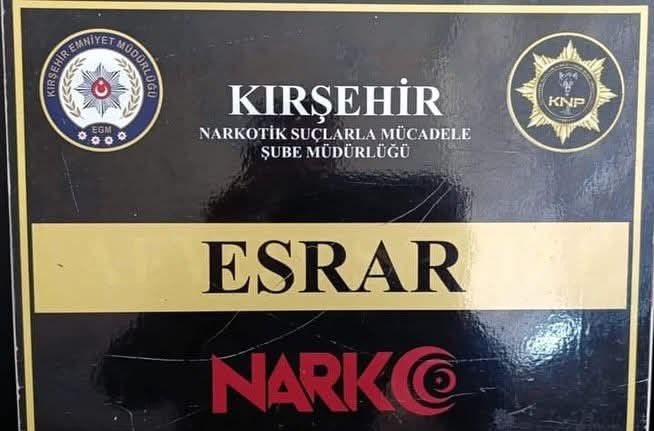 KIRŞEHİR EMNİYET MÜDÜRLÜĞÜ
EGM
KIRŞEHİR
NARKOTİK SUÇLARLA MÜCADELE
ŞUBE MÜDÜRLÜĞÜ
KNP
ESRAR
NARKO